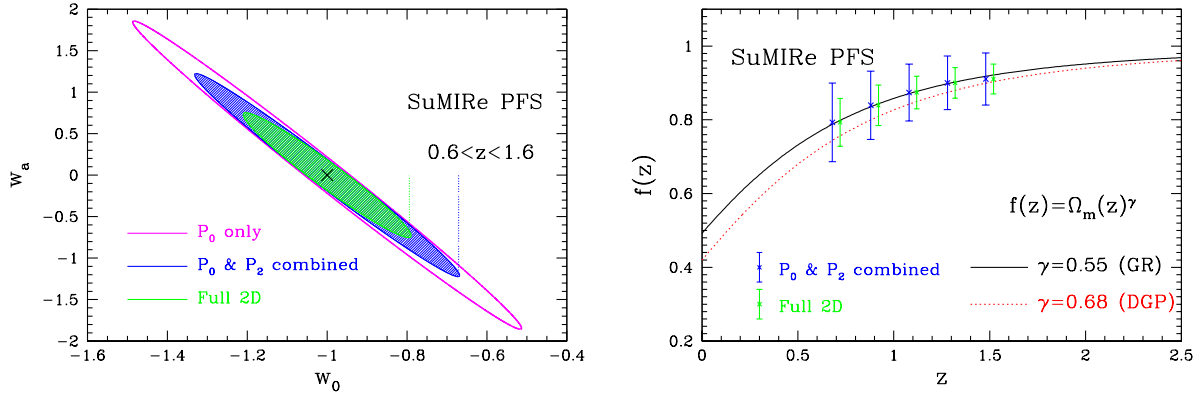 2
1.5
1
0.5
0
−0.5
−1
−1.5
−2
w_a
SuMIRe PFS
0.6<z<1.6
P_0 only
P_0 & P_2 combined
Full 2D
−1.6 −1.4 −1.2 −1 −0.8 −0.6 −0.4
w_0
1
0.8
0.6
0.4
0.2
f(z)
SuMIRe PFS
f(z)=Ω_m(z)^γ
P_0 & P_2 combined
Full 2D
γ=0.55 (GR)
γ=0.68 (DGP)
0 0.5 1 1.5 2 2.5
z